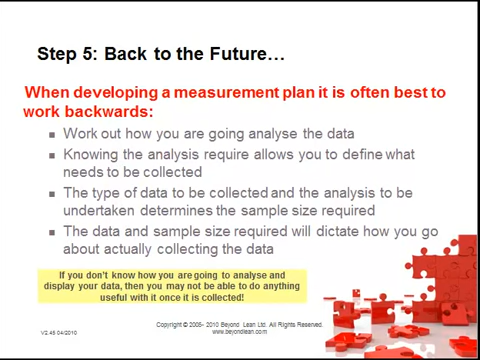 Step 5: Back to the Future…
When developing a measurement plan it is often best to
work backwards:
Work out how you are going analyse the data
Knowing the analysis require allows you to define what
needs to be collected
The type of data to be collected and the analysis to be
undertaken determines the sample size required
The data and sample size required will dictate how you go
about actually collecting the data
If you don't know how you are going to analyse and
display your data, then you may not be able to do anything
useful with it once it is collected!
V2.45 04/2010
Copyright © 2008- 2010 Beyond Lean Ltd. All Rights Reserved.
www.beyondlean.com